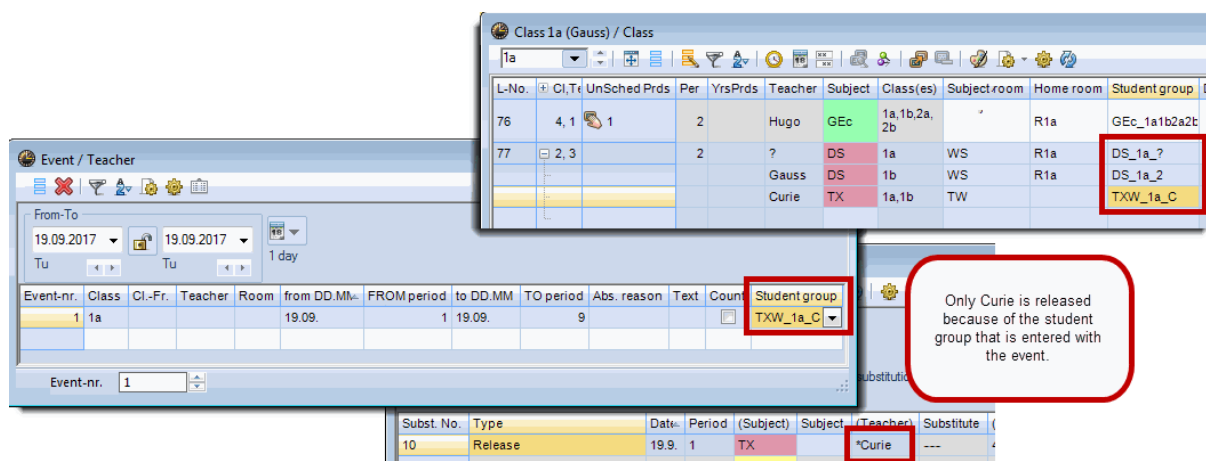 Class 1a (Gauss) / Class
1a
L-No. Cl,Te UnSched Prds Per YrsPrds Teacher Subject Class(es) Subject room Home room Student group
76 4, 1 1 2 Hugo GEc 1a,1b,2a, 2b R1a GEc_1a1b2a2b
77 2, 3 2 ? DS 1a WS R1a DS_1a_?
Gauss DS 1b WS R1a DS_1a_2
Curie TX 1a,1b TW TXW_1a_C
Event / Teacher
From-To
19.09.2017 19.09.2017
Tu Tu 1 day
Event-nr. Class Cl.-Fr. Teacher Room from DD.MM FROM period to DD.MM TO period Abs. reason Text Count Student group
1 1a 19.09. 1 19.09. 9 TXW_1a_C
Event-nr. 1
Only Curie is released
because of the student
group that is entered with
the event.
Subst. No. Type Date Period (Subject) Subject (Teacher) Substitute
10 Release 19.9. 1 TX *Curie ---